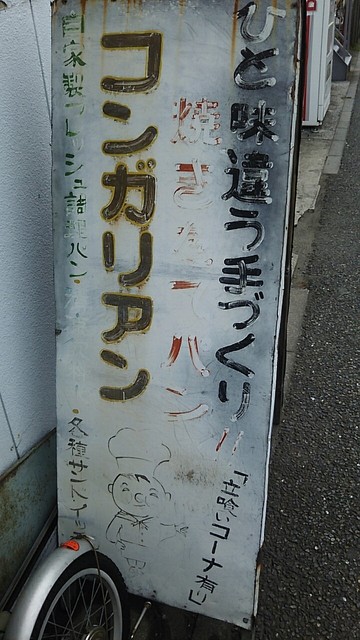 ひと味違う手づくり!!
焼きたてパン
「立喰いコーナ有り」
コンガリアン
自家製フレッシュ詰パン
・各種サンドイッチ